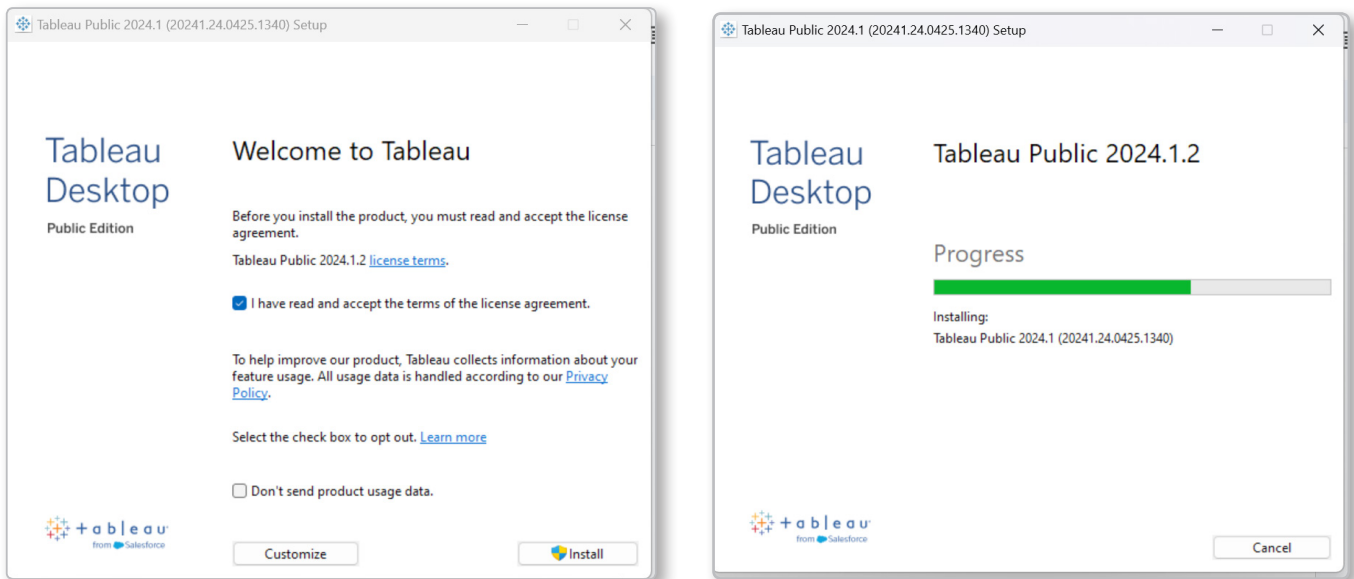 Tableau Public 2024.1 (20241.24.0425.1340) Setup
Tableau
Desktop
Public Edition
Welcome to Tableau
Before you install the product, you must read and accept the license
agreement.
Tableau Public 2024.1.2 license terms.
I have read and accept the terms of the license agreement.
To help improve our product, Tableau collects information about your
feature usage. All usage data is handled according to our Privacy
Policy.
Select the check box to opt out. Learn more
Don't send product usage data.
+ableau
from Salesforce
Customize
Install
Tableau Public 2024.1 (20241.24.0425.1340) Setup
Tableau
Desktop
Public Edition
Tableau Public 2024.1.2
Progress
Installing:
Tableau Public 2024.1 (20241.24.0425.1340)
+ableau
from Salesforce
Cancel